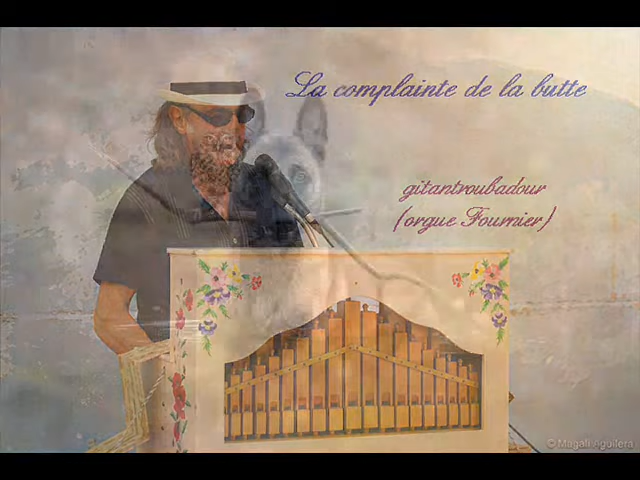 La complainte de la butte
gitantroubadour
(orgue Fournier)
© Magali Aguilera